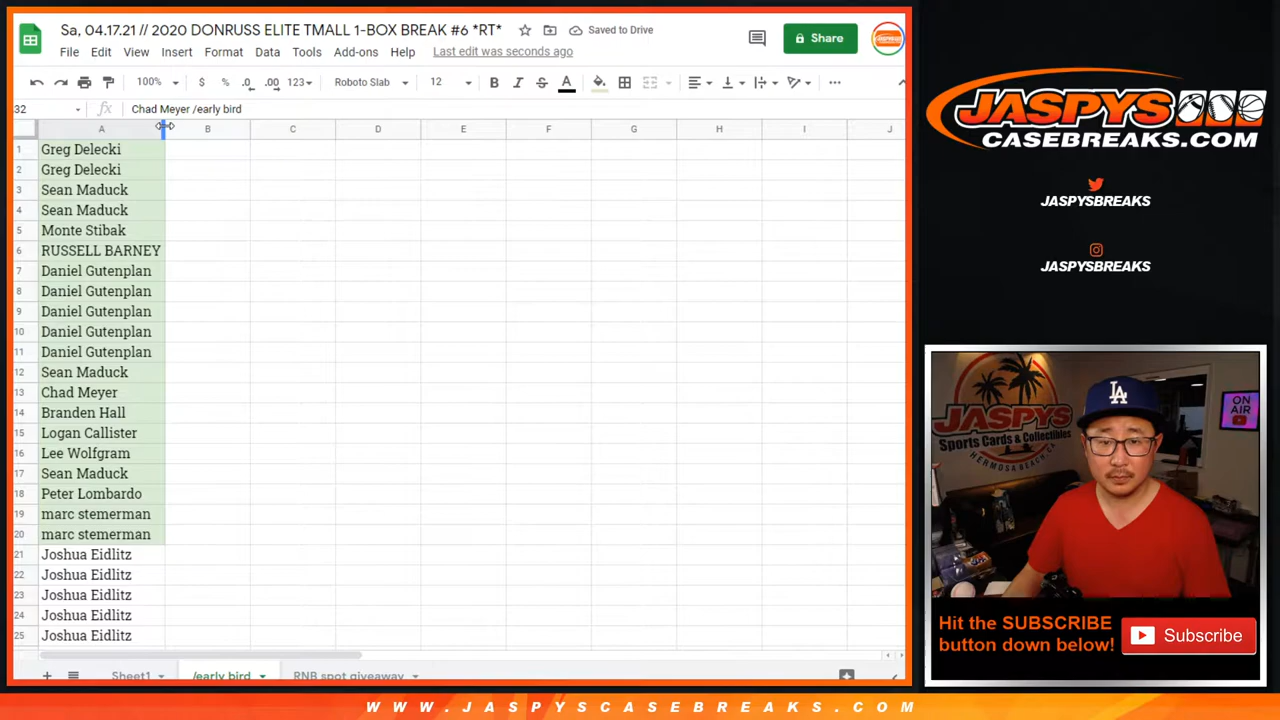 Sa, 04.17.21 // 2020 DONRUSS ELITE TMALL 1-BOX BREAK #6 *RT*
Saved to Drive
File Edit View Insert Format Data Tools Add-ons Help Last edit was seconds ago
Share
100% $ % .0 .00 123 Roboto Slab 12 B I S A
32 fx Chad Meyer /early bird
A B C D E F G H I J
1 Greg Delecki
2 Greg Delecki
3 Sean Maduck
4 Sean Maduck
5 Monte Stibak
6 RUSSELL BARNEY
7 Daniel Gutenplan
8 Daniel Gutenplan
9 Daniel Gutenplan
10 Daniel Gutenplan
11 Daniel Gutenplan
12 Sean Maduck
13 Chad Meyer
14 Branden Hall
15 Logan Callister
16 Lee Wolfgram
17 Sean Maduck
18 Peter Lombardo
19 marc stemerman
20 marc stemerman
21 Joshua Eidlitz
22 Joshua Eidlitz
23 Joshua Eidlitz
24 Joshua Eidlitz
25 Joshua Eidlitz
Sheet1 /early bird RNB spot giveaway
JASPYS
CASEBREAKS.COM
JASPYSBREAKS
JASPYSBREAKS
JASPYS
Sports Cards & Collectibles
HERMOSA BEACH, CA
LA
ON
AIR
Hit the SUBSCRIBE
button down below!
Subscribe
WWW.JASPYSCASEBREAKS.COM